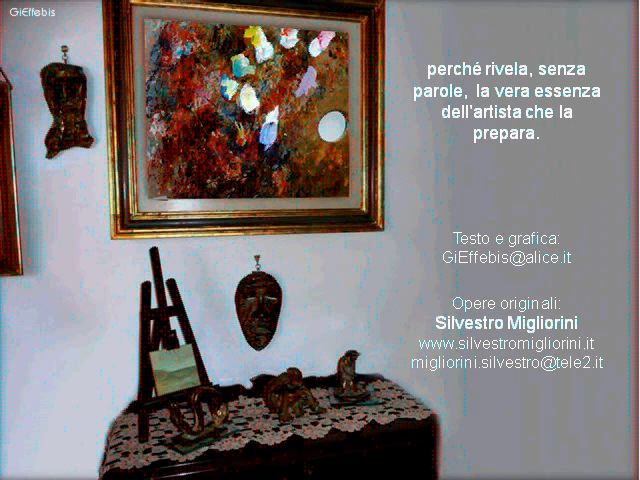 GiEffebis
perché rivela, senza
parole,  la vera essenza
dell'artista che la
prepara.
Testo e grafica:
GiEffebis@alice.it
Opere originali:
Silvestro Migliorini
www.silvestromigliorini.it
migliorini.silvestro@tele2.it